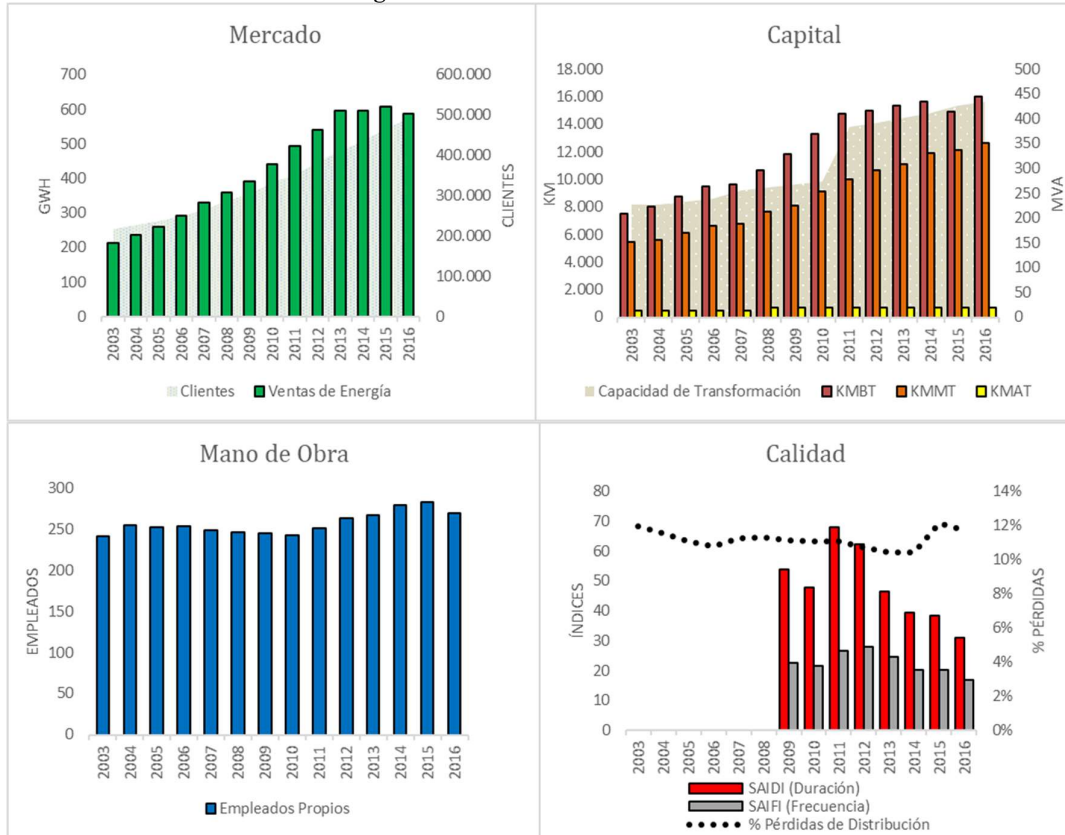 Mercado
700
600
500
400
300
200
100
0
GWH
600.000
500.000
400.000
300.000
200.000
100.000
0
CLIENTES
2003 2004 2005 2006 2007 2008 2009 2010 2011 2012 2013 2014 2015 2016
Clientes Ventas de Energía
Capital
18.000
16.000
14.000
12.000
10.000
8.000
6.000
4.000
2.000
0
KM
500
450
400
350
300
250
200
150
100
50
0
MVA
2003 2004 2005 2006 2007 2008 2009 2010 2011 2012 2013 2014 2015 2016
Capacidad de Transformación KMBT KMMT KMAT
Mano de Obra
300
250
200
150
100
50
0
EMPLEADOS
2003 2004 2005 2006 2007 2008 2009 2010 2011 2012 2013 2014 2015 2016
Empleados Propios
Calidad
80
70
60
50
40
30
20
10
0
ÍNDICES
14%
12%
10%
8%
6%
4%
2%
0%
% PÉRDIDAS
2003 2004 2005 2006 2007 2008 2009 2010 2011 2012 2013 2014 2015 2016
SAIDI (Duración)
SAIFI (Frecuencia)
% Pérdidas de Distribución